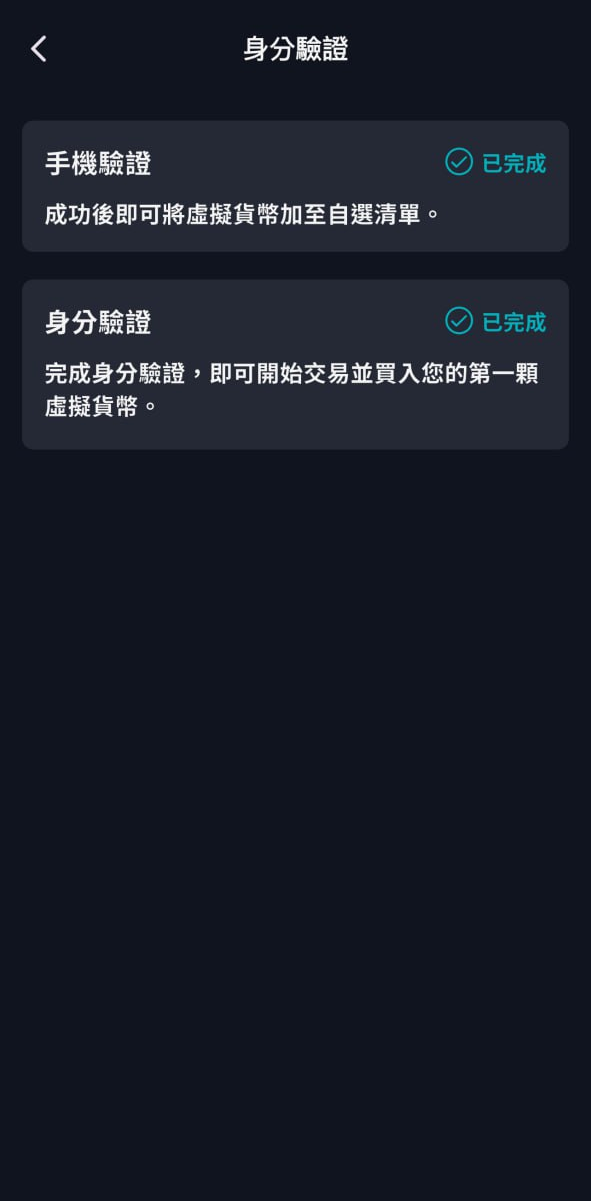 身分驗證
手機驗證
已完成
成功後即可將虛擬貨幣加至自選清單。
身分驗證
已完成
完成身分驗證，即可開始交易並買入您的第一顆
虛擬貨幣。